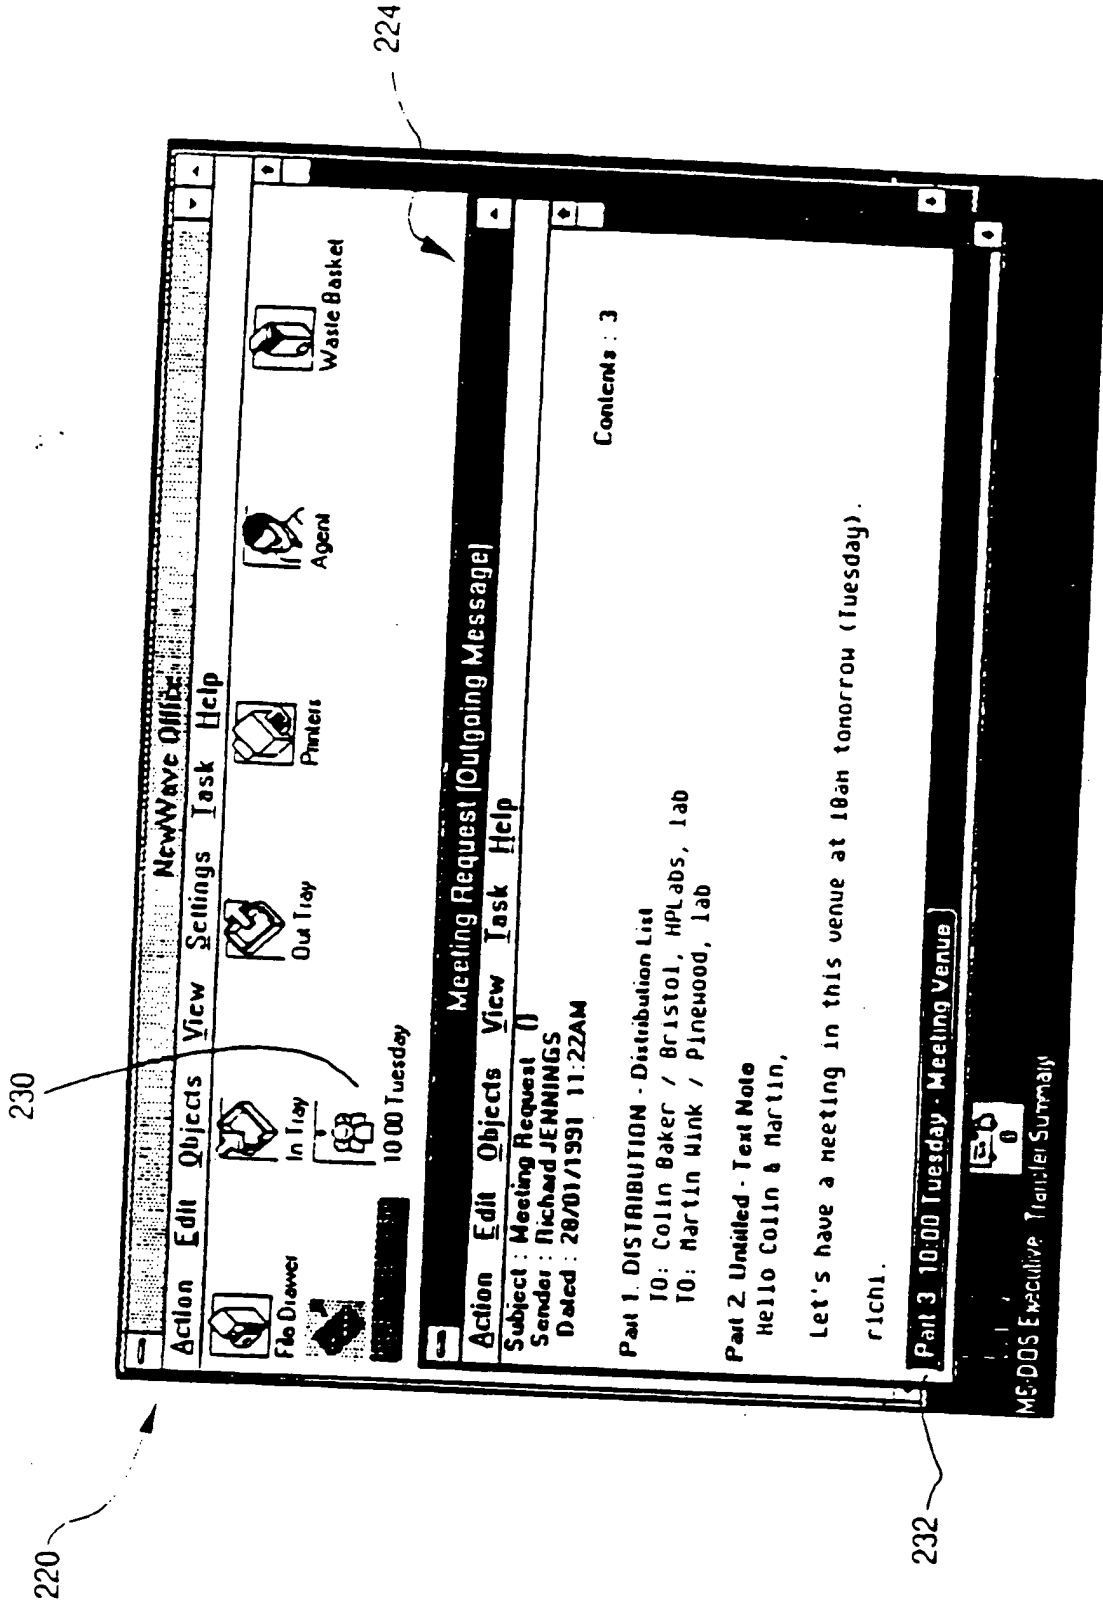 220
230
224
NewWave Office
Action Edit Objects View Settings Task Help
File Drawer
In Tray
Out Tray
Printers
Agent
Waste Basket
10:00 Tuesday
Meeting Request (Outgoing Message)
Action Edit Objects View Task Help
Subject : Meeting Request ()
Sender : Richard JENNINGS
Dated : 28/01/1991 11:22AM
Contents : 3
Part 1. DISTRIBUTION - Distribution List
TO: Colin Baker / Bristol, HPLabs, lab
TO: Martin Wink / Pinewood, lab
Part 2. Untitled - Text Note
Hello Colin & Martin,
Let's have a meeting in this venue at 10am tomorrow (Tuesday).
richi.
Part 3 10:00 Tuesday - Meeting Venue
MS-DOS Executive Transfer Summary
232